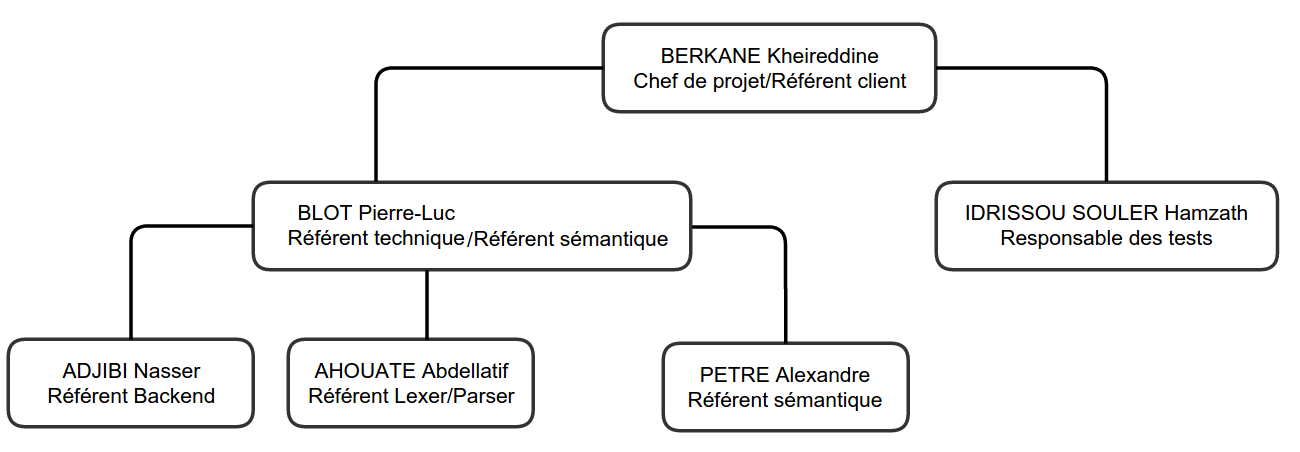 BERKANE Kheireddine
Chef de projet/Référent client
BLOT Pierre-Luc
Référent technique/Référent sémantique
IDRISSOU SOULER Hamzath
Responsable des tests
ADJIBI Nasser
Référent Backend
AHOUATE Abdellatif
Référent Lexer/Parser
PETRE Alexandre
Référent sémantique